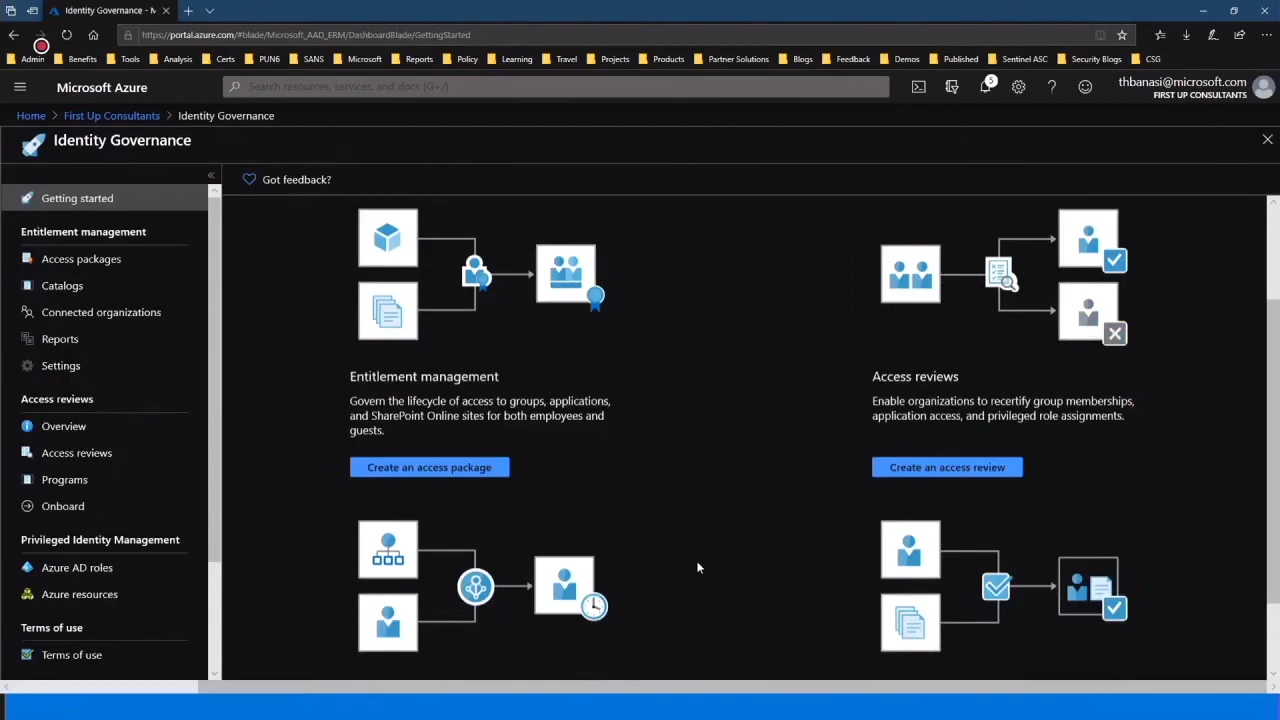 Identity Governance - M
https://portal.azure.com/#blade/Microsoft_AAD_ERM/DashboardBlade/GettingStarted
Admin Benefits Tools Analysis Certs PUN6 SANS Microsoft Reports Policy Learning Travel Projects Products Partner Solutions Blogs Feedback Demos Published Sentinel ASC Security Blogs CSG
Microsoft Azure
Search resources, services, and docs (G+/)
5
thbanasi@microsoft.com
FIRST UP CONSULTANTS
Home > First Up Consultants > Identity Governance
Identity Governance
Got feedback?
Getting started
Entitlement management
Access packages
Catalogs
Connected organizations
Reports
Settings
Access reviews
Overview
Access reviews
Programs
Onboard
Privileged Identity Management
Azure AD roles
Azure resources
Terms of use
Terms of use
Entitlement management
Govern the lifecycle of access to groups, applications,
and SharePoint Online sites for both employees and
guests.
Create an access package
Access reviews
Enable organizations to recertify group memberships,
application access, and privileged role assignments.
Create an access review